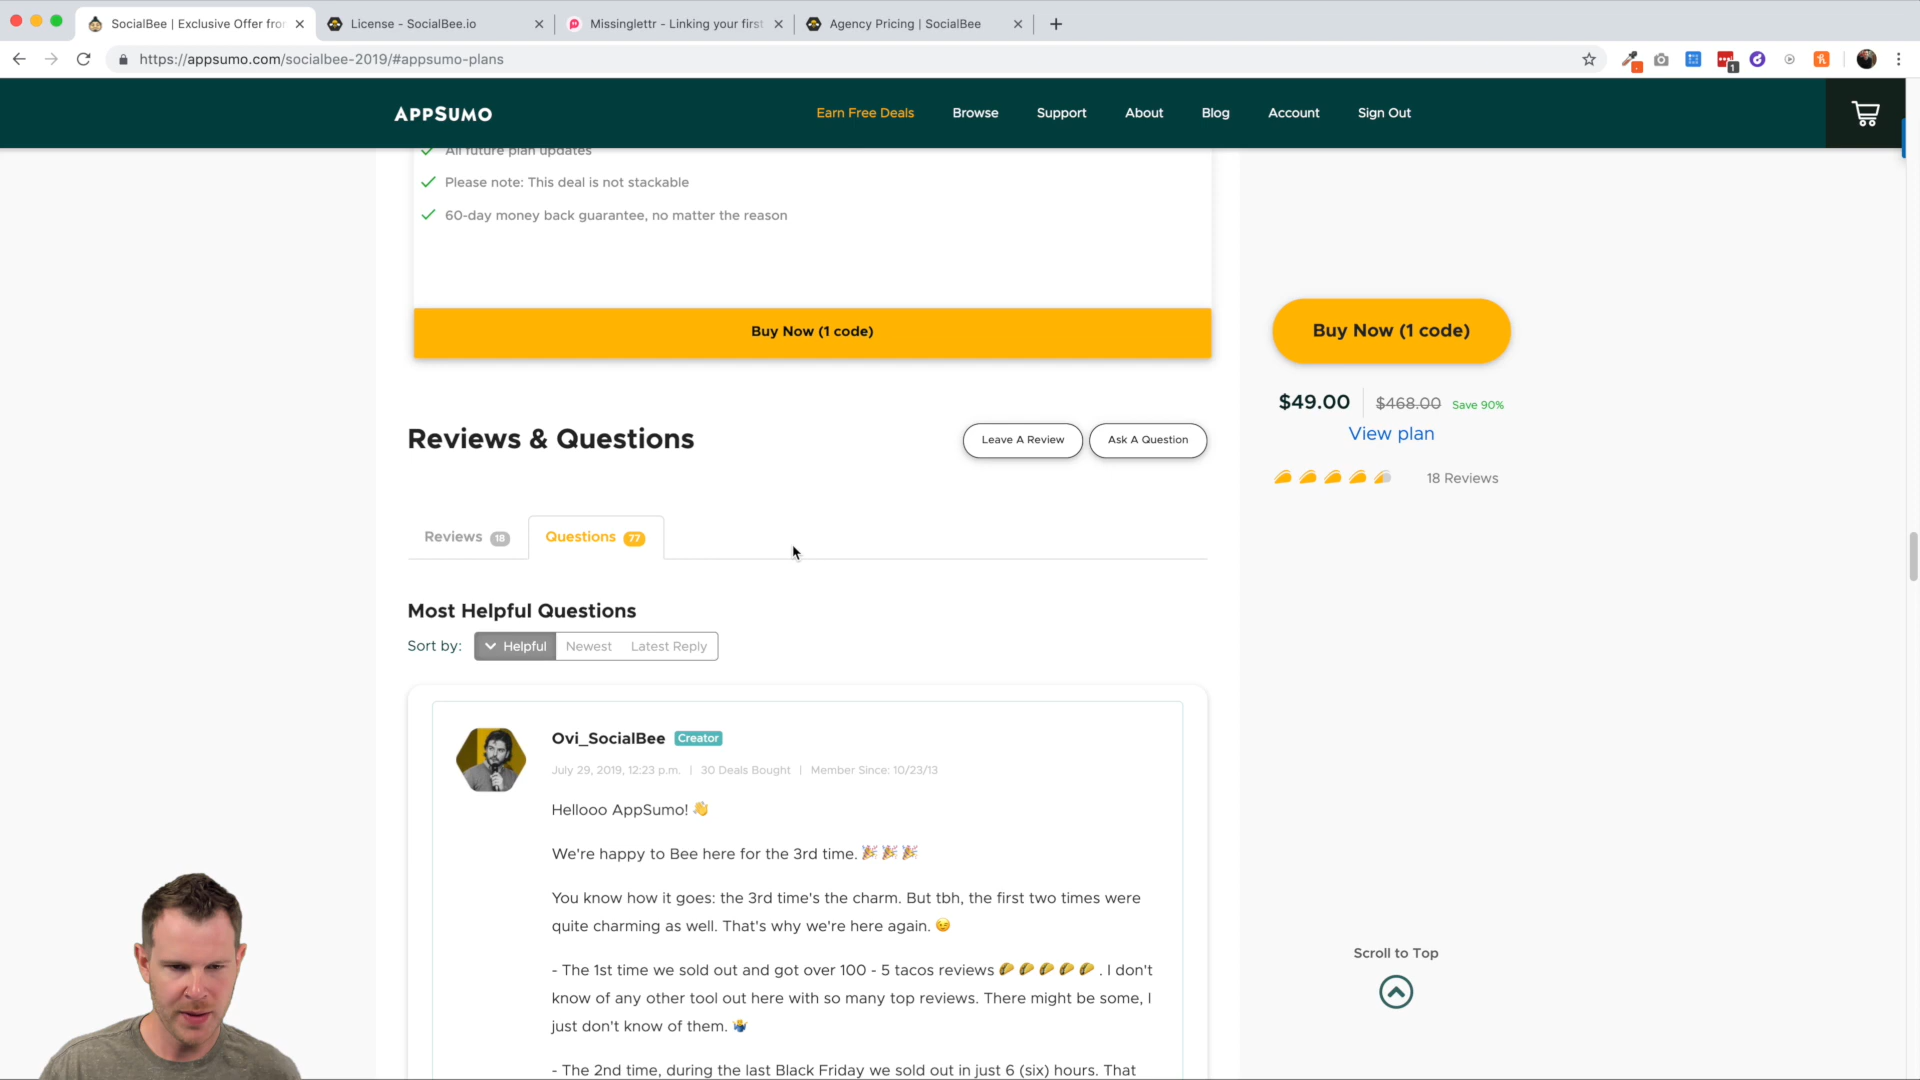 SocialBee | Exclusive Offer fro
License - SocialBee.io
Missinglettr - Linking your first
Agency Pricing | SocialBee
https://appsumo.com/socialbee-2019/#appsumo-plans
1
APPSUMO
Earn Free Deals
Browse
Support
About
Blog
Account
Sign Out
All future plan updates
Please note: This deal is not stackable
60-day money back guarantee, no matter the reason
Buy Now (1 code)
Buy Now (1 code)
$49.00 $468.00 Save 90%
View plan
18 Reviews
Reviews & Questions
Leave A Review
Ask A Question
Reviews 18
Questions 77
Most Helpful Questions
Sort by: Helpful Newest Latest Reply
Ovi_SocialBee Creator
July 29, 2019, 12:23 p.m. | 30 Deals Bought | Member Since: 10/23/13
Hellooo AppSumo! 👋
We're happy to Bee here for the 3rd time. 🎉 🎉 🎉
You know how it goes: the 3rd time's the charm. But tbh, the first two times were
quite charming as well. That's why we're here again. 😉
- The 1st time we sold out and got over 100 - 5 tacos reviews 🌮 🌮 🌮 🌮 🌮 . I don't
know of any other tool out here with so many top reviews. There might be some, I
just don't know of them. 🤷
- The 2nd time, during the last Black Friday we sold out in just 6 (six) hours. That
Scroll to Top